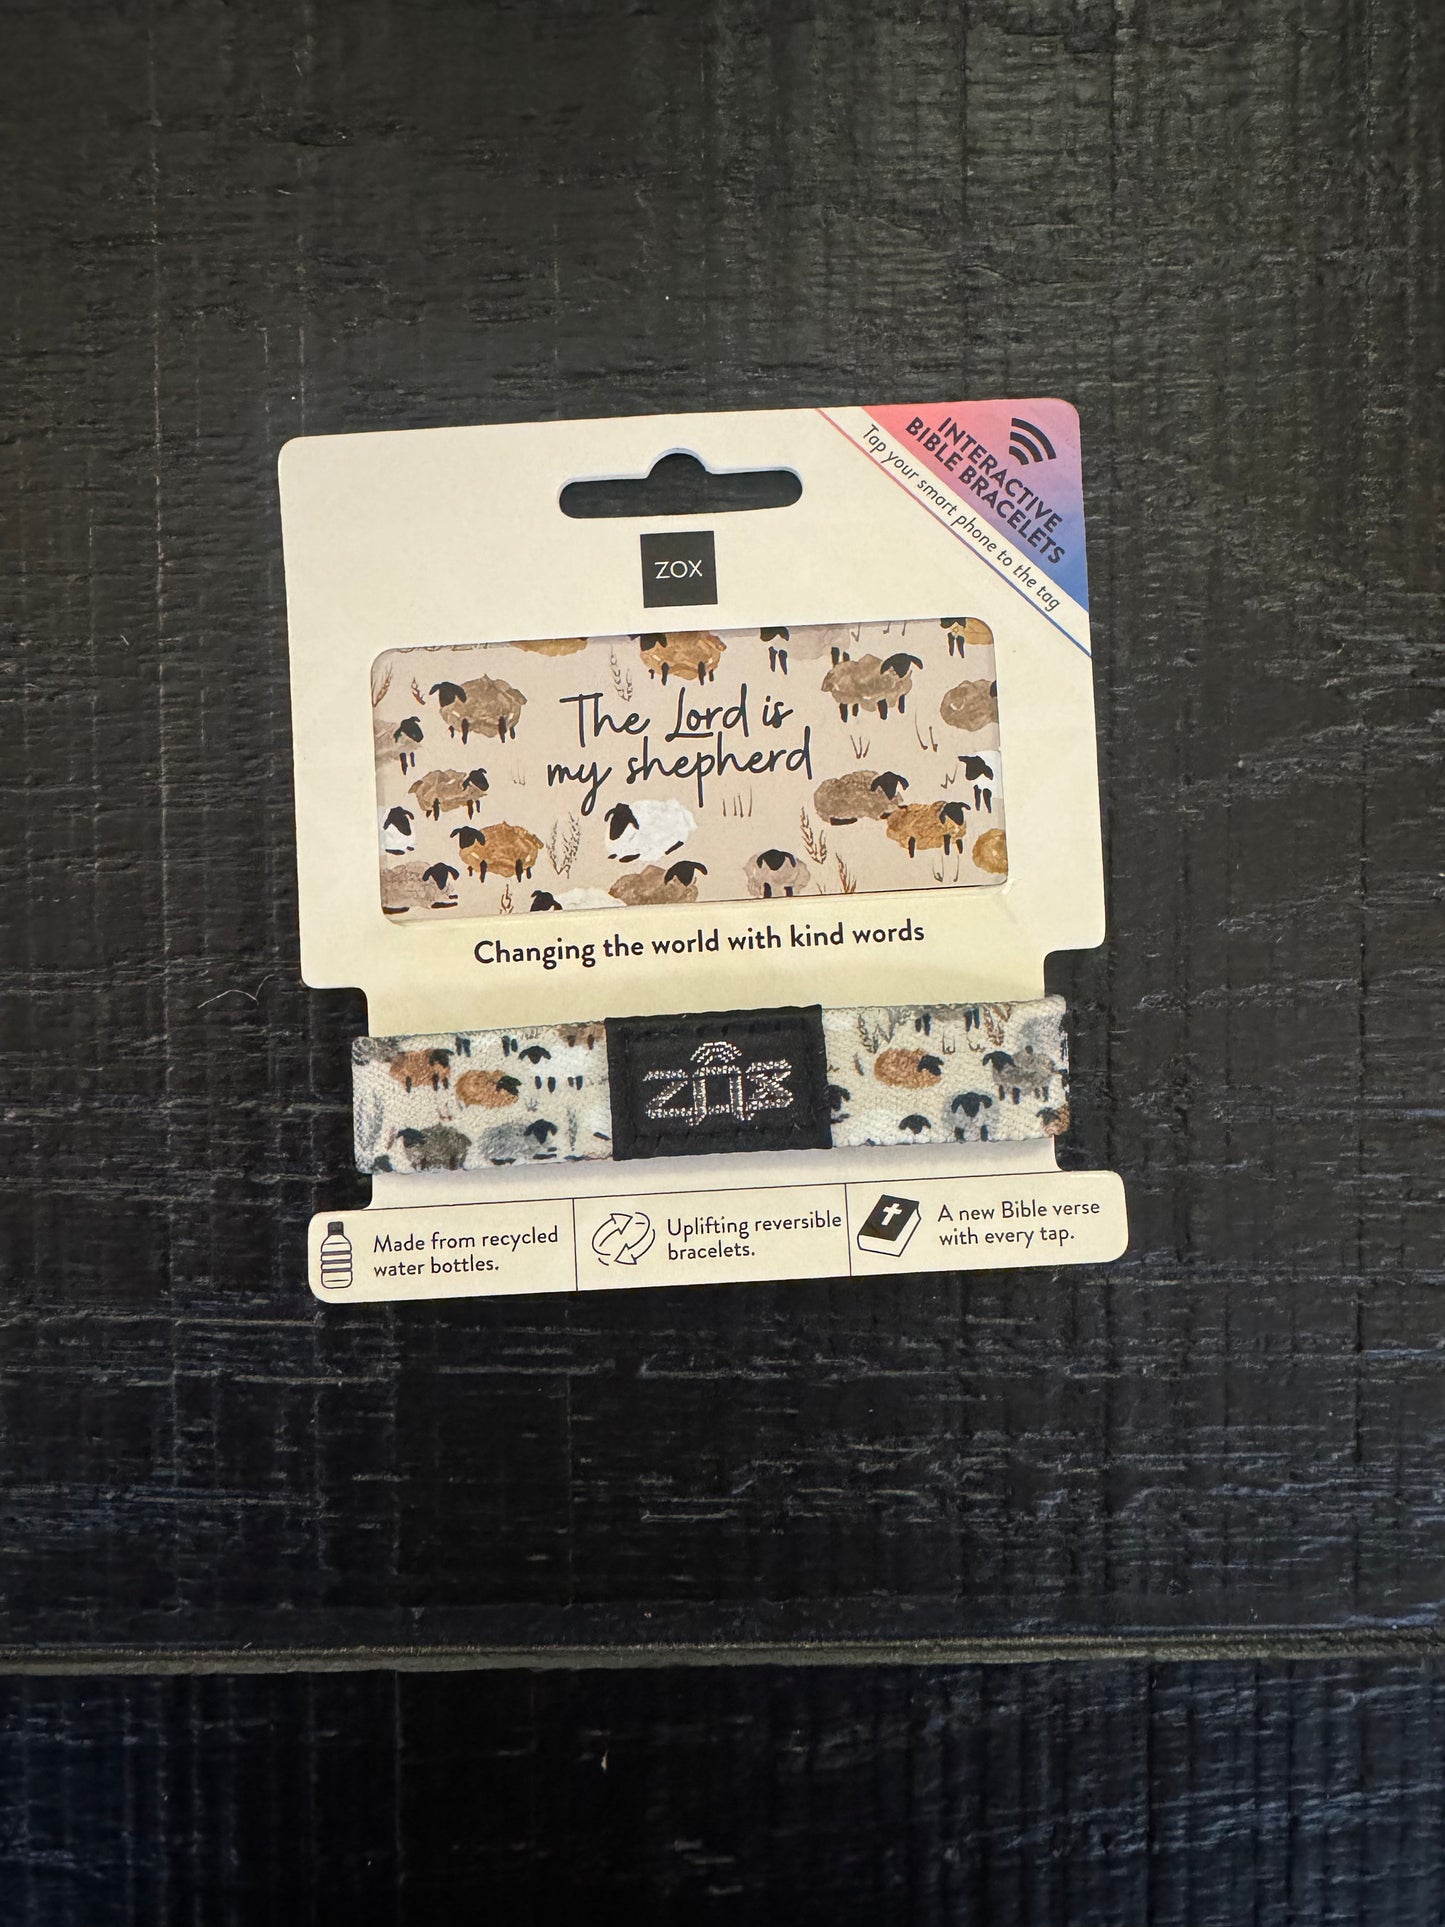 INTERACTIVE
BIBLE BRACELETS
Tap your smart phone to the tag
ZOX
The Lord is
my shepherd
Changing the world with kind words
ZOX
Made from recycled
water bottles.
Uplifting reversible
bracelets.
A new Bible verse
with every tap.